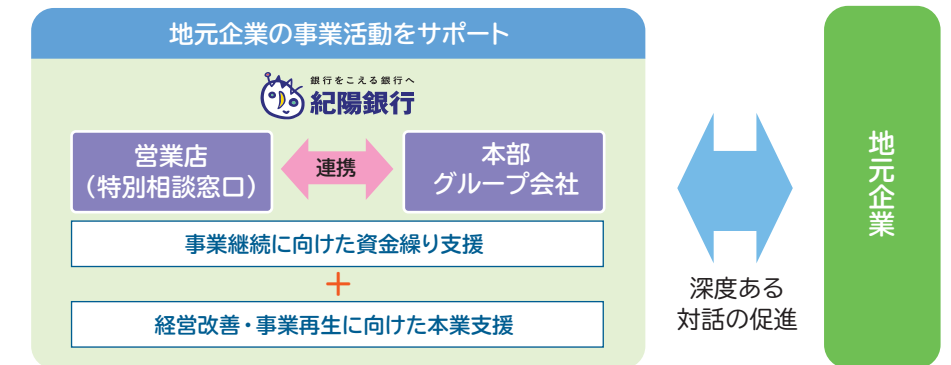 地元企業の事業活動をサポート
銀行をこえる銀行へ
紀陽銀行
営業店
(特別相談窓口)
連携
本部
グループ会社
事業継続に向けた資金繰り支援
+
経営改善・事業再生に向けた本業支援
深度ある
対話の促進
地元企業